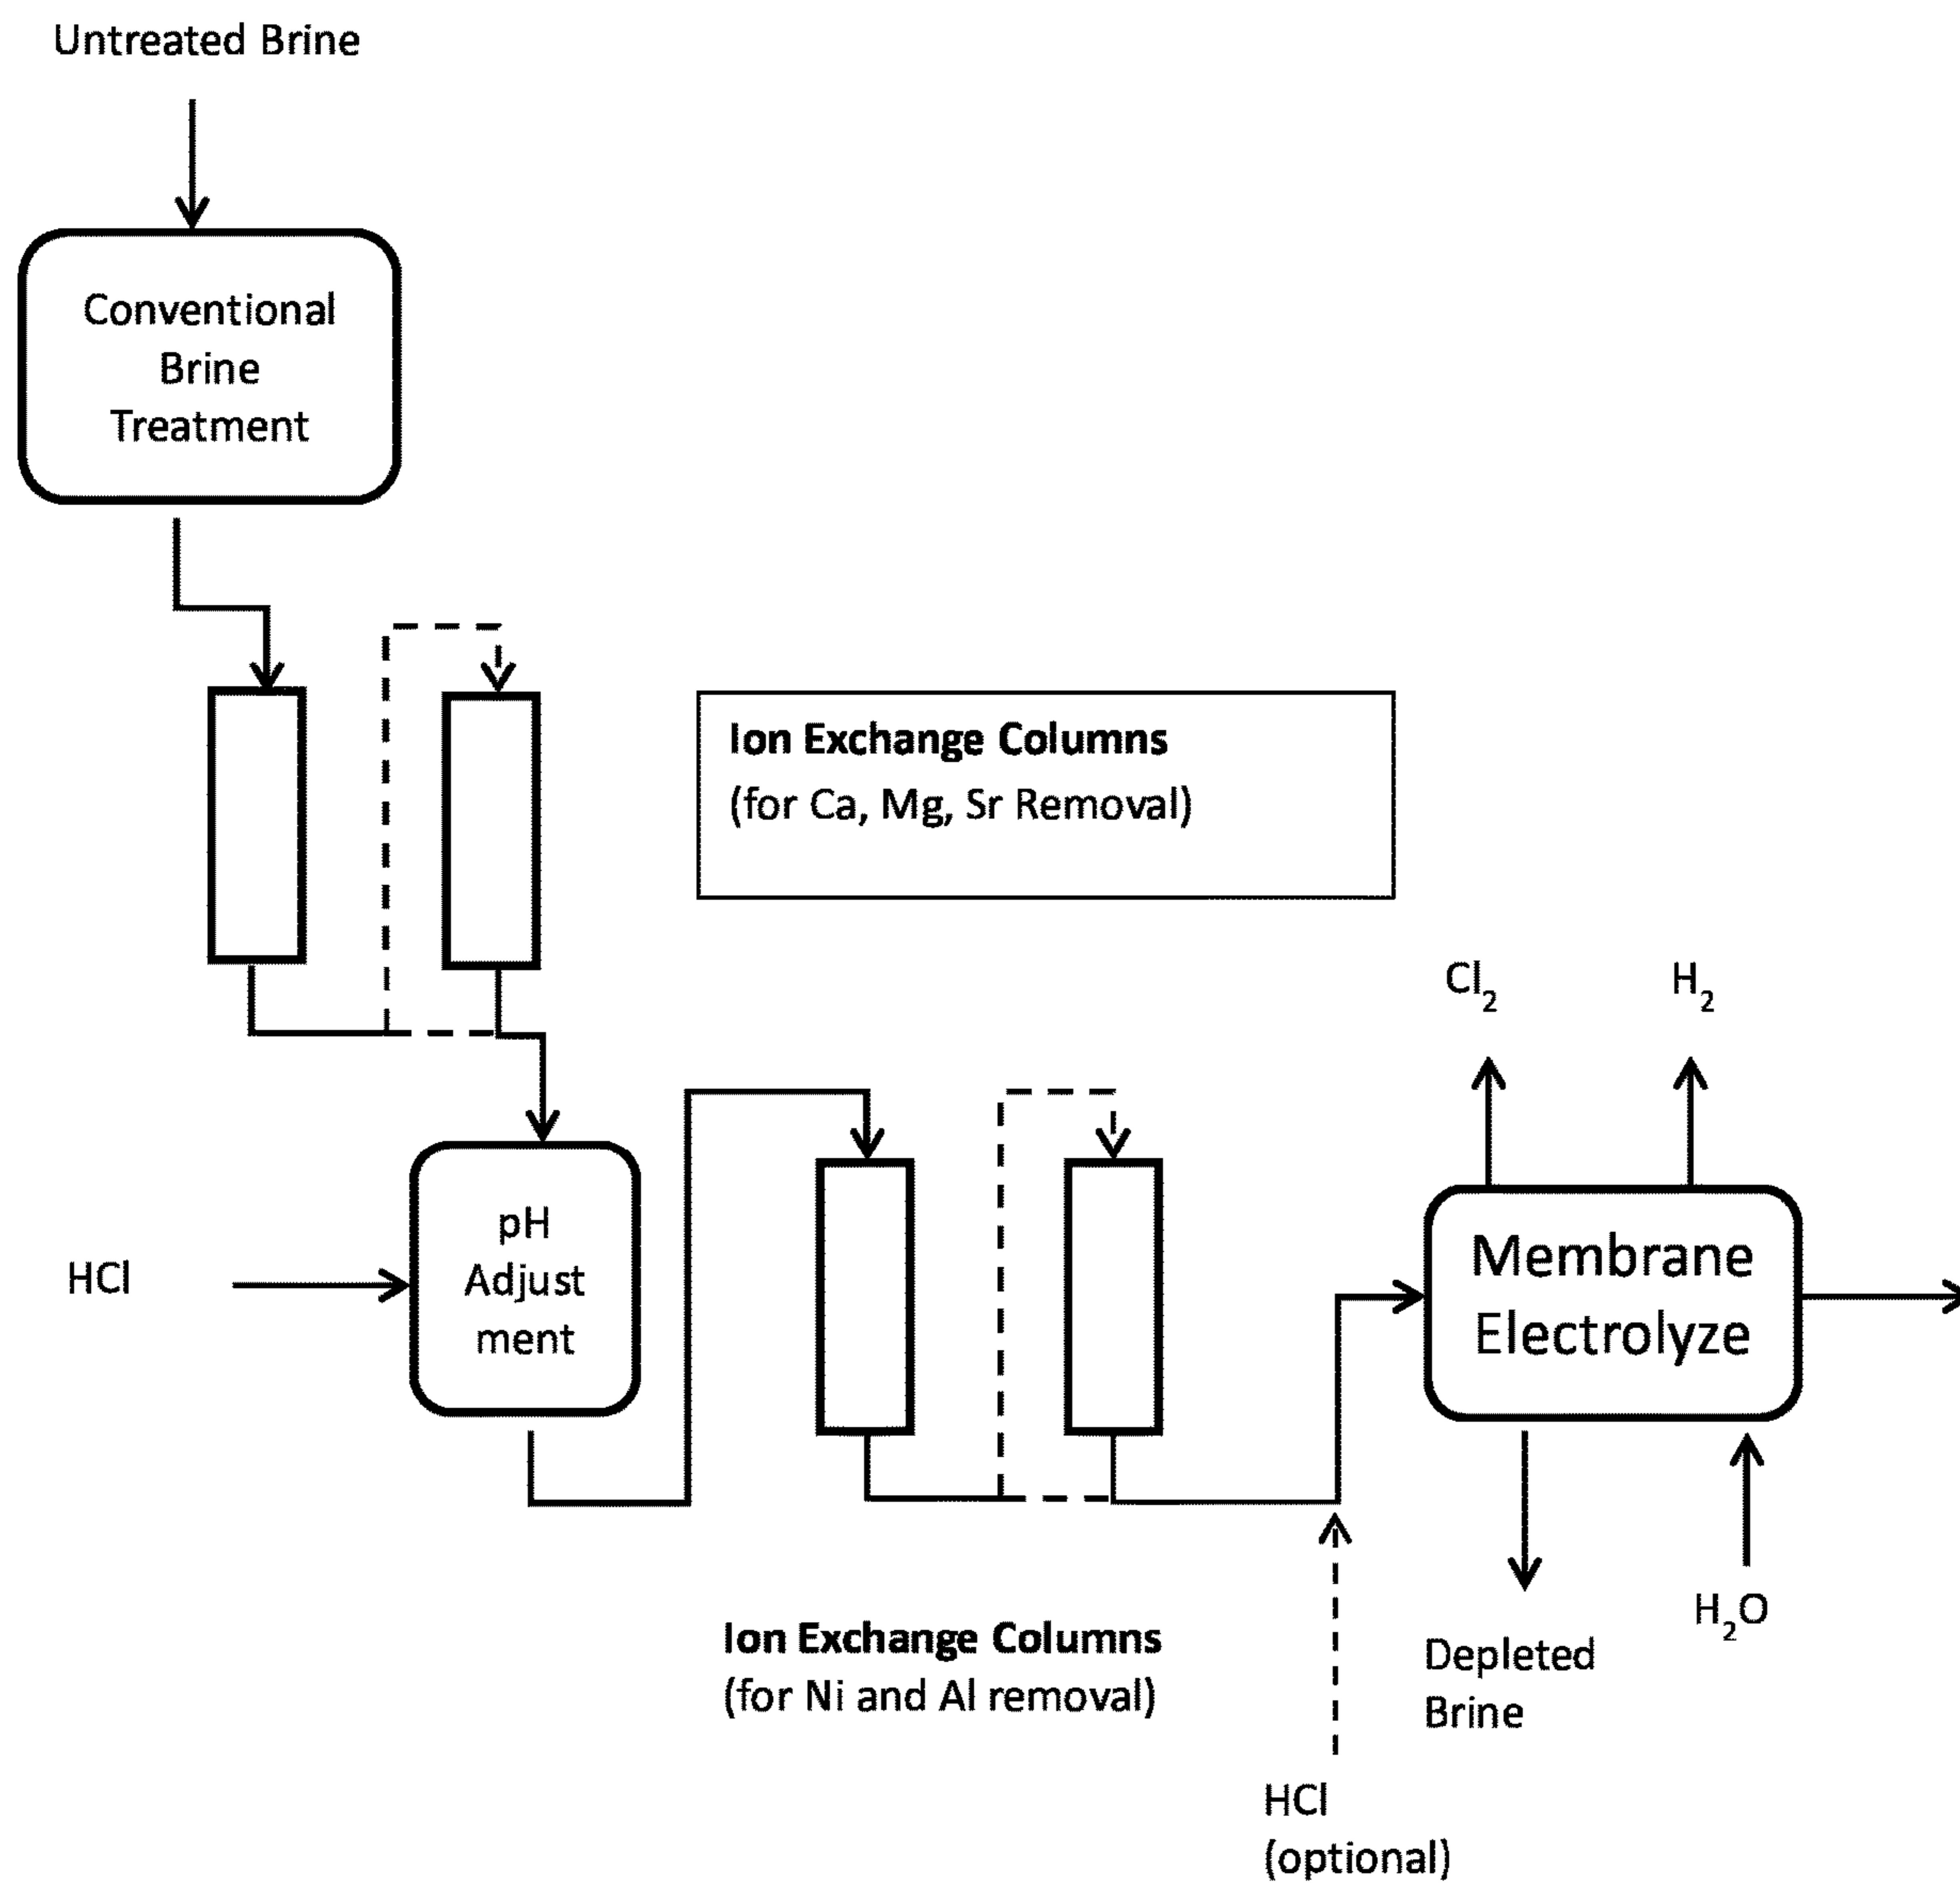 Untreated Brine
Conventional
Brine
Treatment
Ion Exchange Columns
(for Ca, Mg, Sr Removal)
Cl₂
H₂
HCl
pH
Adjust
ment
Membrane
Electrolyze
Ion Exchange Columns
(for Ni and Al removal)
Depleted
Brine
H₂O
HCl
(optional)